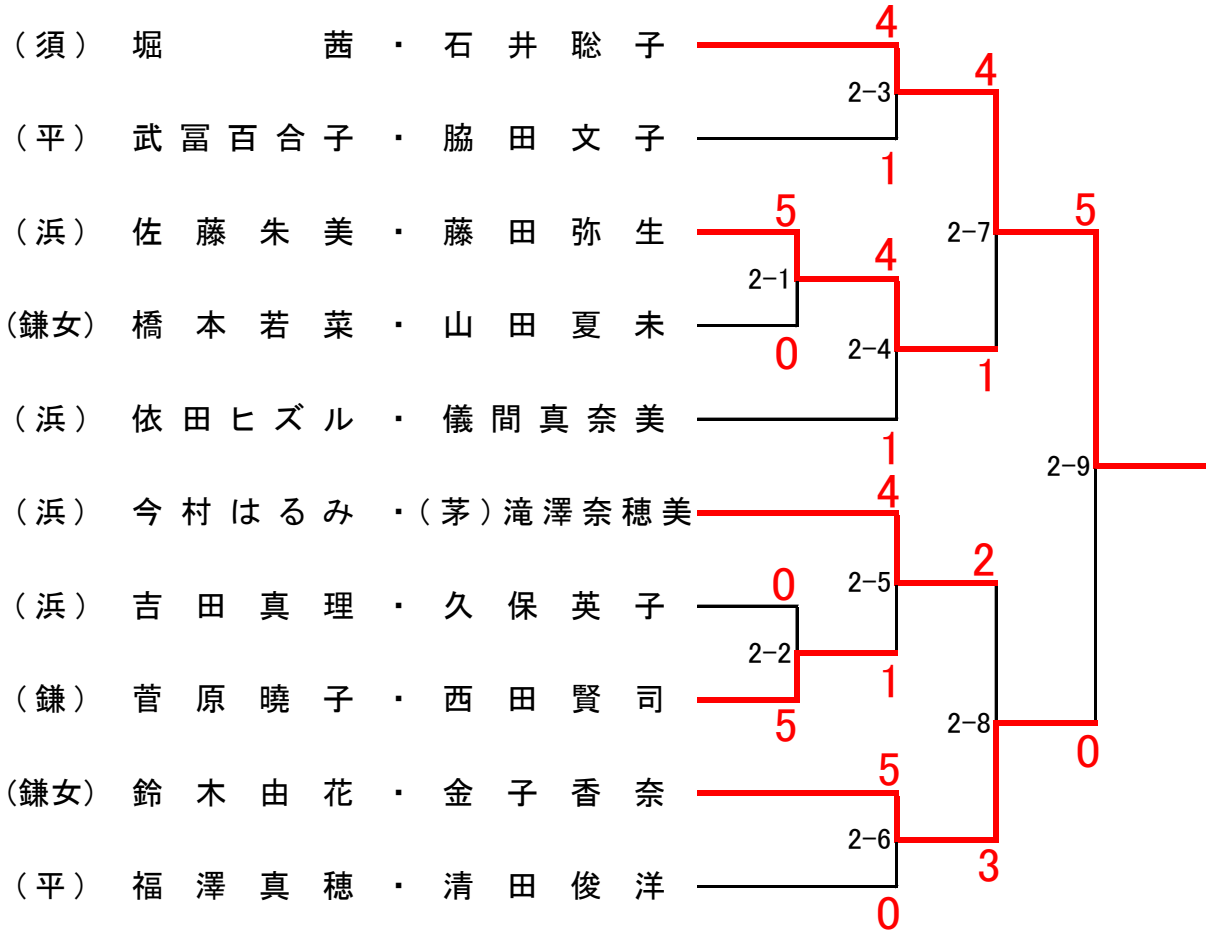 (須) 堀 茜 ・ 石井聡子
4
4
2-3
(平) 武冨百合子 ・ 脇田文子
1
(浜) 佐藤朱美 ・ 藤田弥生
5
5
2-7
4
2-1
(鎌女) 橋本若菜 ・ 山田夏未
0
2-4
1
(浜) 依田ヒズル ・ 儀間真奈美
1
2-9
(浜) 今村はるみ ・ (茅)滝澤奈穂美
4
2
2-5
(浜) 吉田真理 ・ 久保英子
0
2-2
1
(鎌) 菅原曉子 ・ 西田賢司
5
2-8
0
(鎌女) 鈴木由花 ・ 金子香奈
5
2-6
3
(平) 福澤真穂 ・ 清田俊洋
0